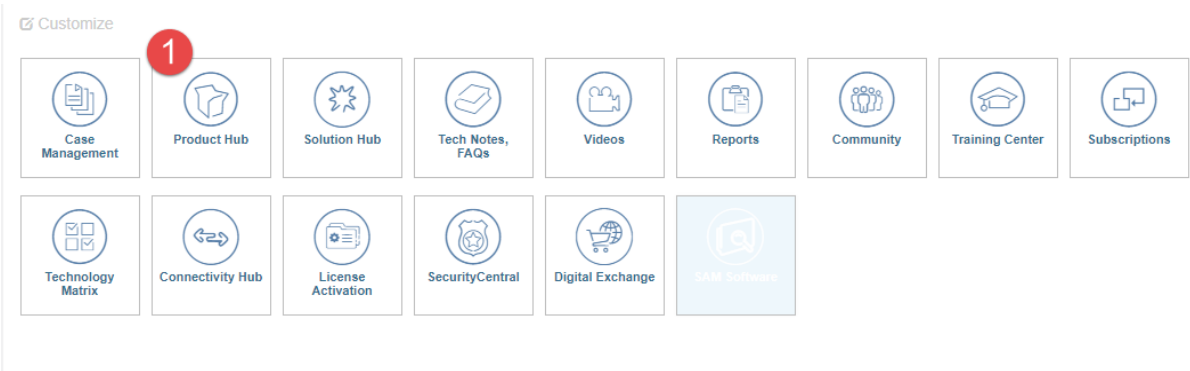 Customize
1
Case
Management
Product Hub
Solution Hub
Tech Notes,
FAQs
Videos
Reports
Community
Training Center
Subscriptions
Technology
Matrix
Connectivity Hub
License
Activation
SecurityCentral
Digital Exchange
SAM Software